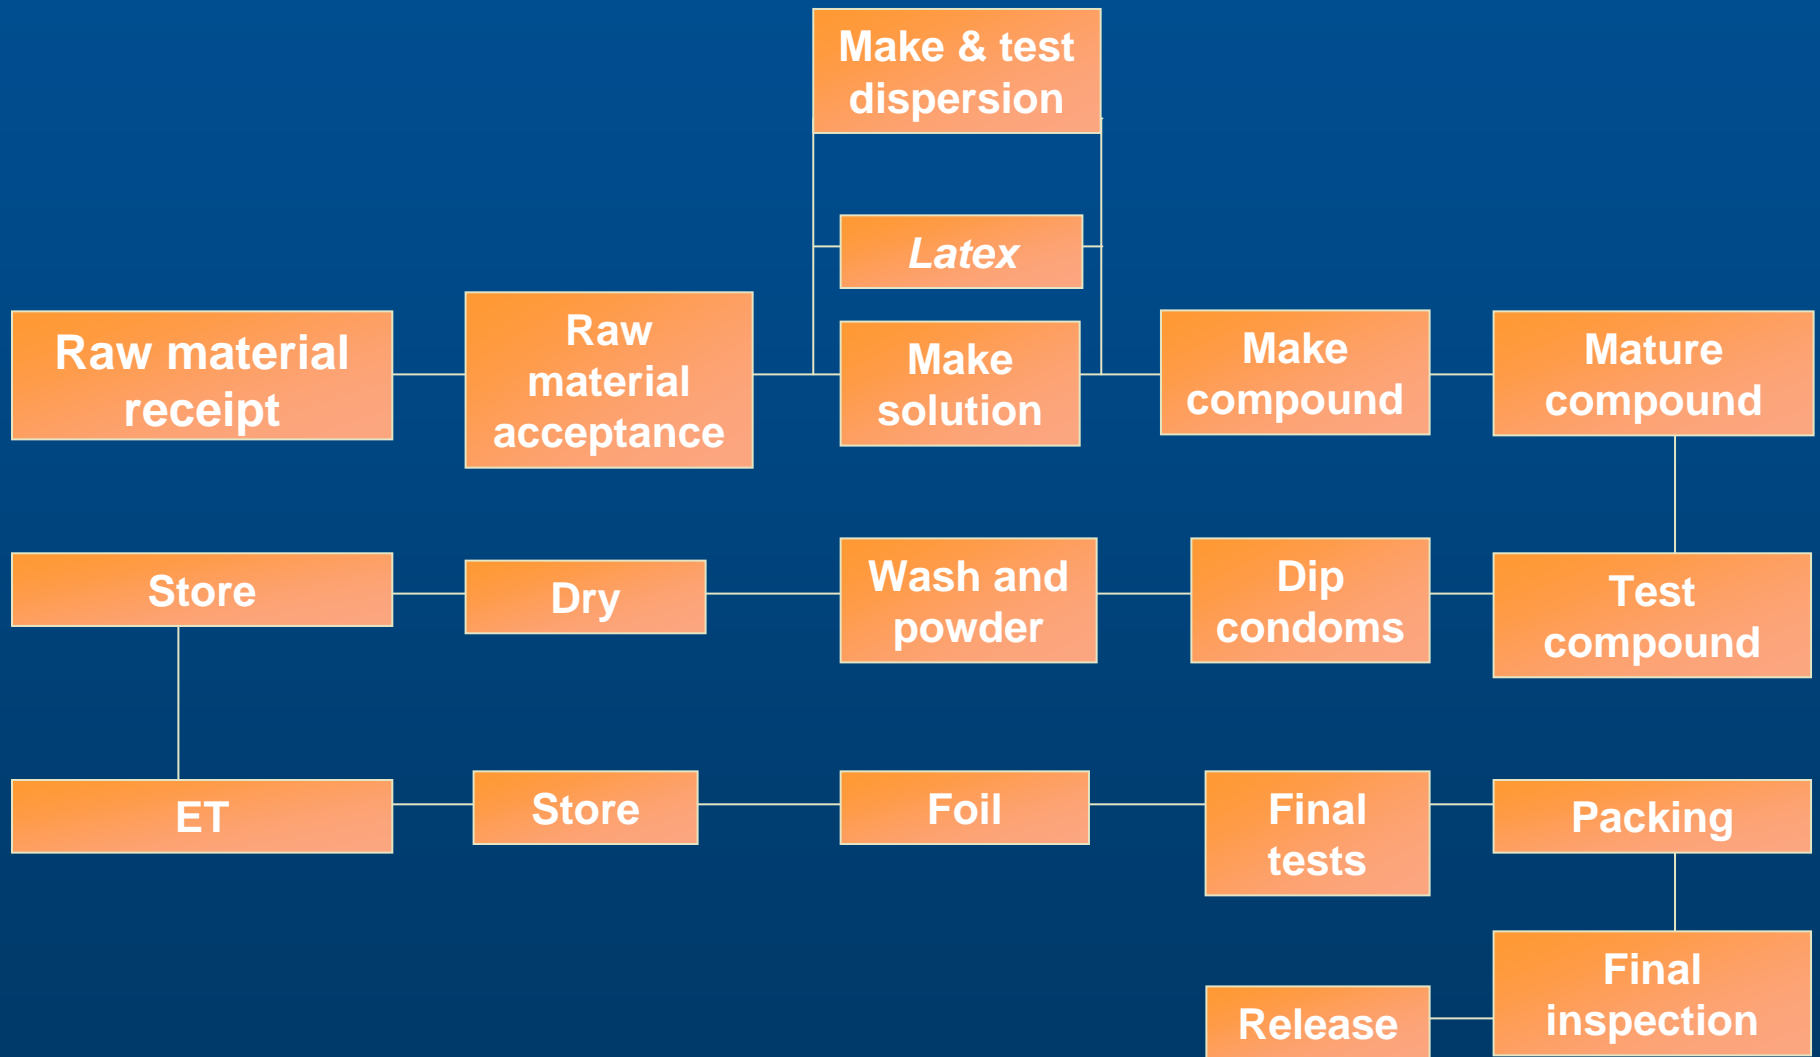 Make & test
dispersion
Latex
Raw material
receipt
Raw
material
acceptance
Make
solution
Make
compound
Mature
compound
Store
Dry
Wash and
powder
Dip
condoms
Test
compound
ET
Store
Foil
Final
tests
Packing
Final
inspection
Release